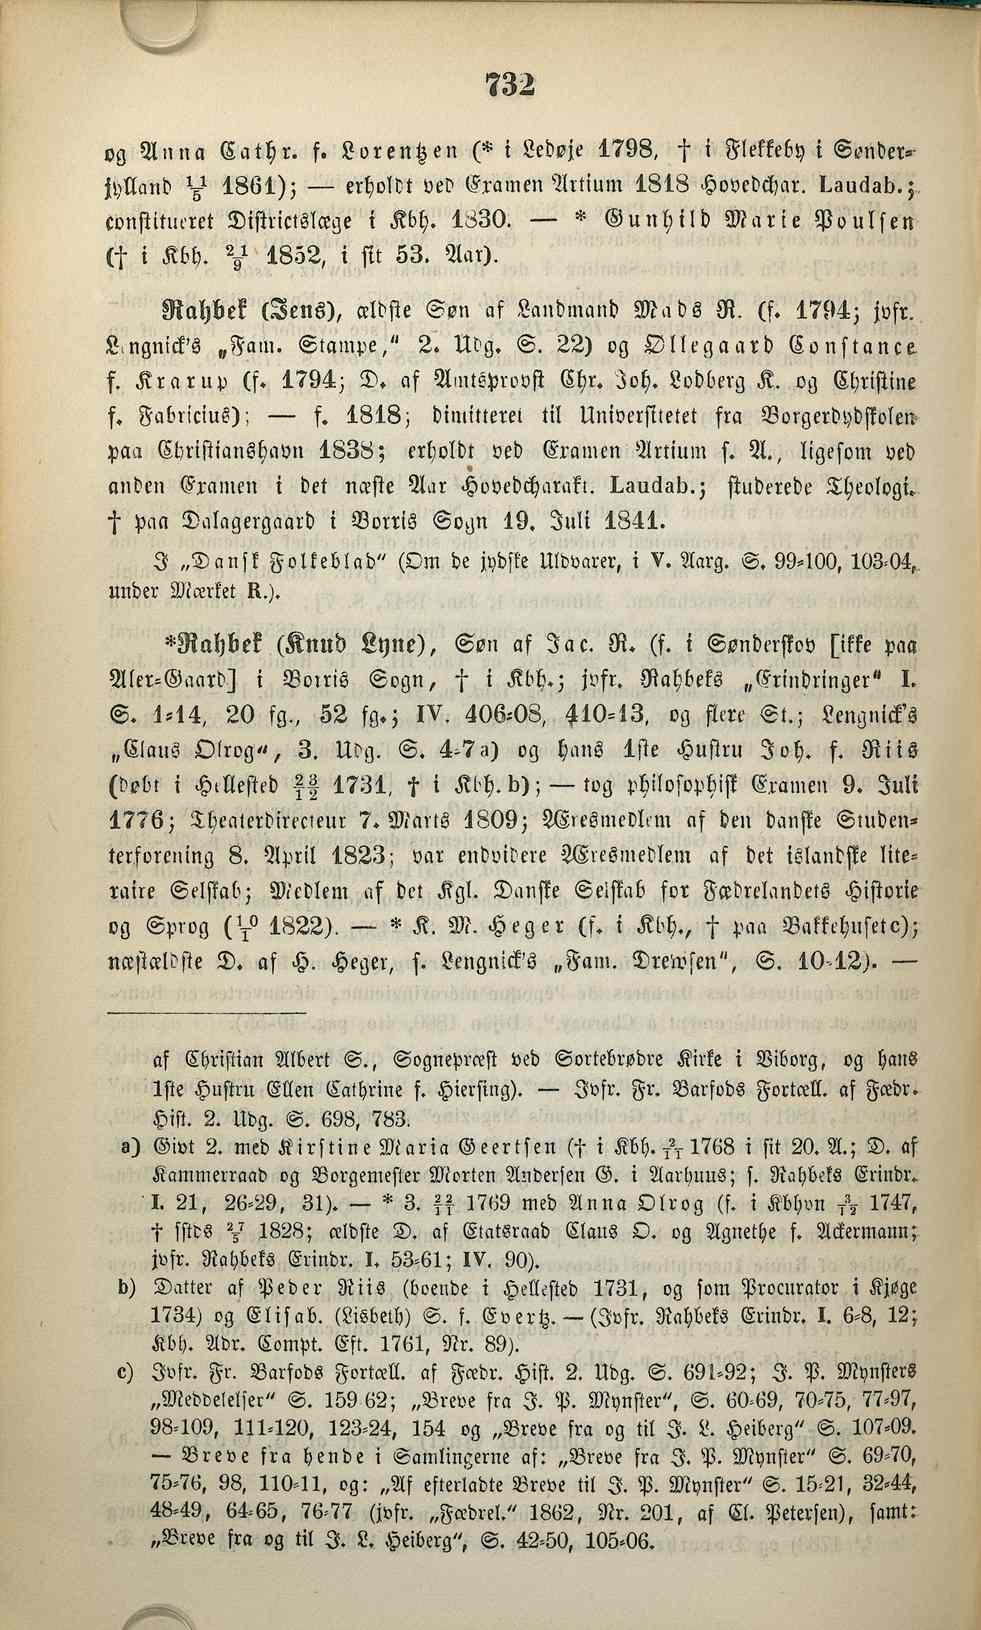 732
og Anna Cathr. f. Lorentzen (* i Ledøje 1798, † i Flekkeby i Sønder-
jylland 11/5 1861); — erholdt ved Examen Artium 1818 Hovedchar. Laudab.;
constitueret Districtslæge i Kbh. 1830. — * Gunhild Marie Poulsen
(† i Kbh. 21/9 1852, i sit 53. Aar).
Rahbek (Jens), ældste Søn af Landmand Mads R. (f. 1794; jvfr.
Lengnick's „Fam. Stampe,“ 2. Udg. S. 22) og Ollegaard Constance
f. Krarup (f. 1794; D. af Amtsprovst Chr. Joh. Lodberg K. og Christine
f. Fabricius); — f. 1818; dimitteret til Universitetet fra Borgerdydskolen
paa Christianshavn 1838; erholdt ved Examen Artium s. A., ligesom ved
anden Examen i det næste Aar Hovedcharakt. Laudab.; studerede Theologi.
† paa Dalagergaard i Borris Sogn 19. Juli 1841.
I „Dansk Folkeblad“ (Om de jydske Uldvarer, i V. Aarg. S. 99-100, 103-04,
under Mærket R.).
*Rahbek (Knud Lyne), Søn af Jac. R. (f. i Sønderskov [ikke paa
Aler-Gaard] i Borris Sogn, † i Kbh.; jvfr. Rahbeks „Erindringer“ I.
S. 1-14, 20 fg., 52 fg.; IV. 406-08, 410-13, og flere St.; Lengnick's
„Claus Olrog“, 3. Udg. S. 4-7 a) og hans 1ste Hustru Joh. f. Riis
(døbt i Hellested 23/12 1731, † i Kbh. b); — tog philosophisk Examen 9. Juli
1776; Theaterdirecteur 7. Marts 1809; Æresmedlem af den danske Studen-
terforening 8. April 1823; var endvidere Æresmedlem af det islandske lite-
raire Selskab; Medlem af det Kgl. Danske Selskab for Fædrelandets Historie
og Sprog (10/1 1822). — * K. M. Heger (f. i Kbh., † paa Bakkehuset c);
næstældste D. af H. Heger, s. Lengnick's „Fam. Drewsen“, S. 10-12). —
af Christian Albert S., Sognepræst ved Sortebrødre Kirke i Viborg, og hans
1ste Hustru Ellen Cathrine f. Hiersing). — Jvfr. Fr. Barfods Fortæll. af Fædr.
Hist. 2. Udg. S. 698, 783.
a) Givt 2. med Kirstine Maria Geertsen († i Kbh. 2/11 1768 i sit 20. A.; D. af
Kammerraad og Borgemester Morten Andersen G. i Aarhuus; s. Rahbeks Erindr.
I. 21, 26-29, 31). — * 3. 22/11 1769 med Anna Olrog (f. i Kbhvn 3/12 1747,
† sstds 27/5 1828; ældste D. af Etatsraad Claus O. og Agnethe f. Ackermann;
jvfr. Rahbeks Erindr. I. 53-61; IV. 90).
b) Datter af Peder Riis (boende i Hellested 1731, og som Procurator i Kjøge
1734) og Elisab. (Lisbeth) S. f. Evertz. — (Jvfr. Rahbeks Erindr. I. 6-8, 12;
Kbh. Adr. Compt. Eft. 1761, Nr. 89).
c) Jvfr. Fr. Barfods Fortæll. af Fædr. Hist. 2. Udg. S. 691-92; J. P. Mynsters
„Meddelelser“ S. 159 62; „Breve fra J. P. Mynster“, S. 60-69, 70-75, 77-97,
98-109, 111-120, 123-24, 154 og „Breve fra og til J. L. Heiberg“ S. 107-09.
— Breve fra hende i Samlingerne af: „Breve fra J. P. Mynster“ S. 69-70,
75-76, 98, 110-11, og: „Af efterladte Breve til J. P. Mynster“ S. 15-21, 32-44,
48-49, 64-65, 76-77 (jvfr. „Fædrel.“ 1862, Nr. 201, af Cl. Petersen), samt:
„Breve fra og til J. L. Heiberg“, S. 42-50, 105-06.